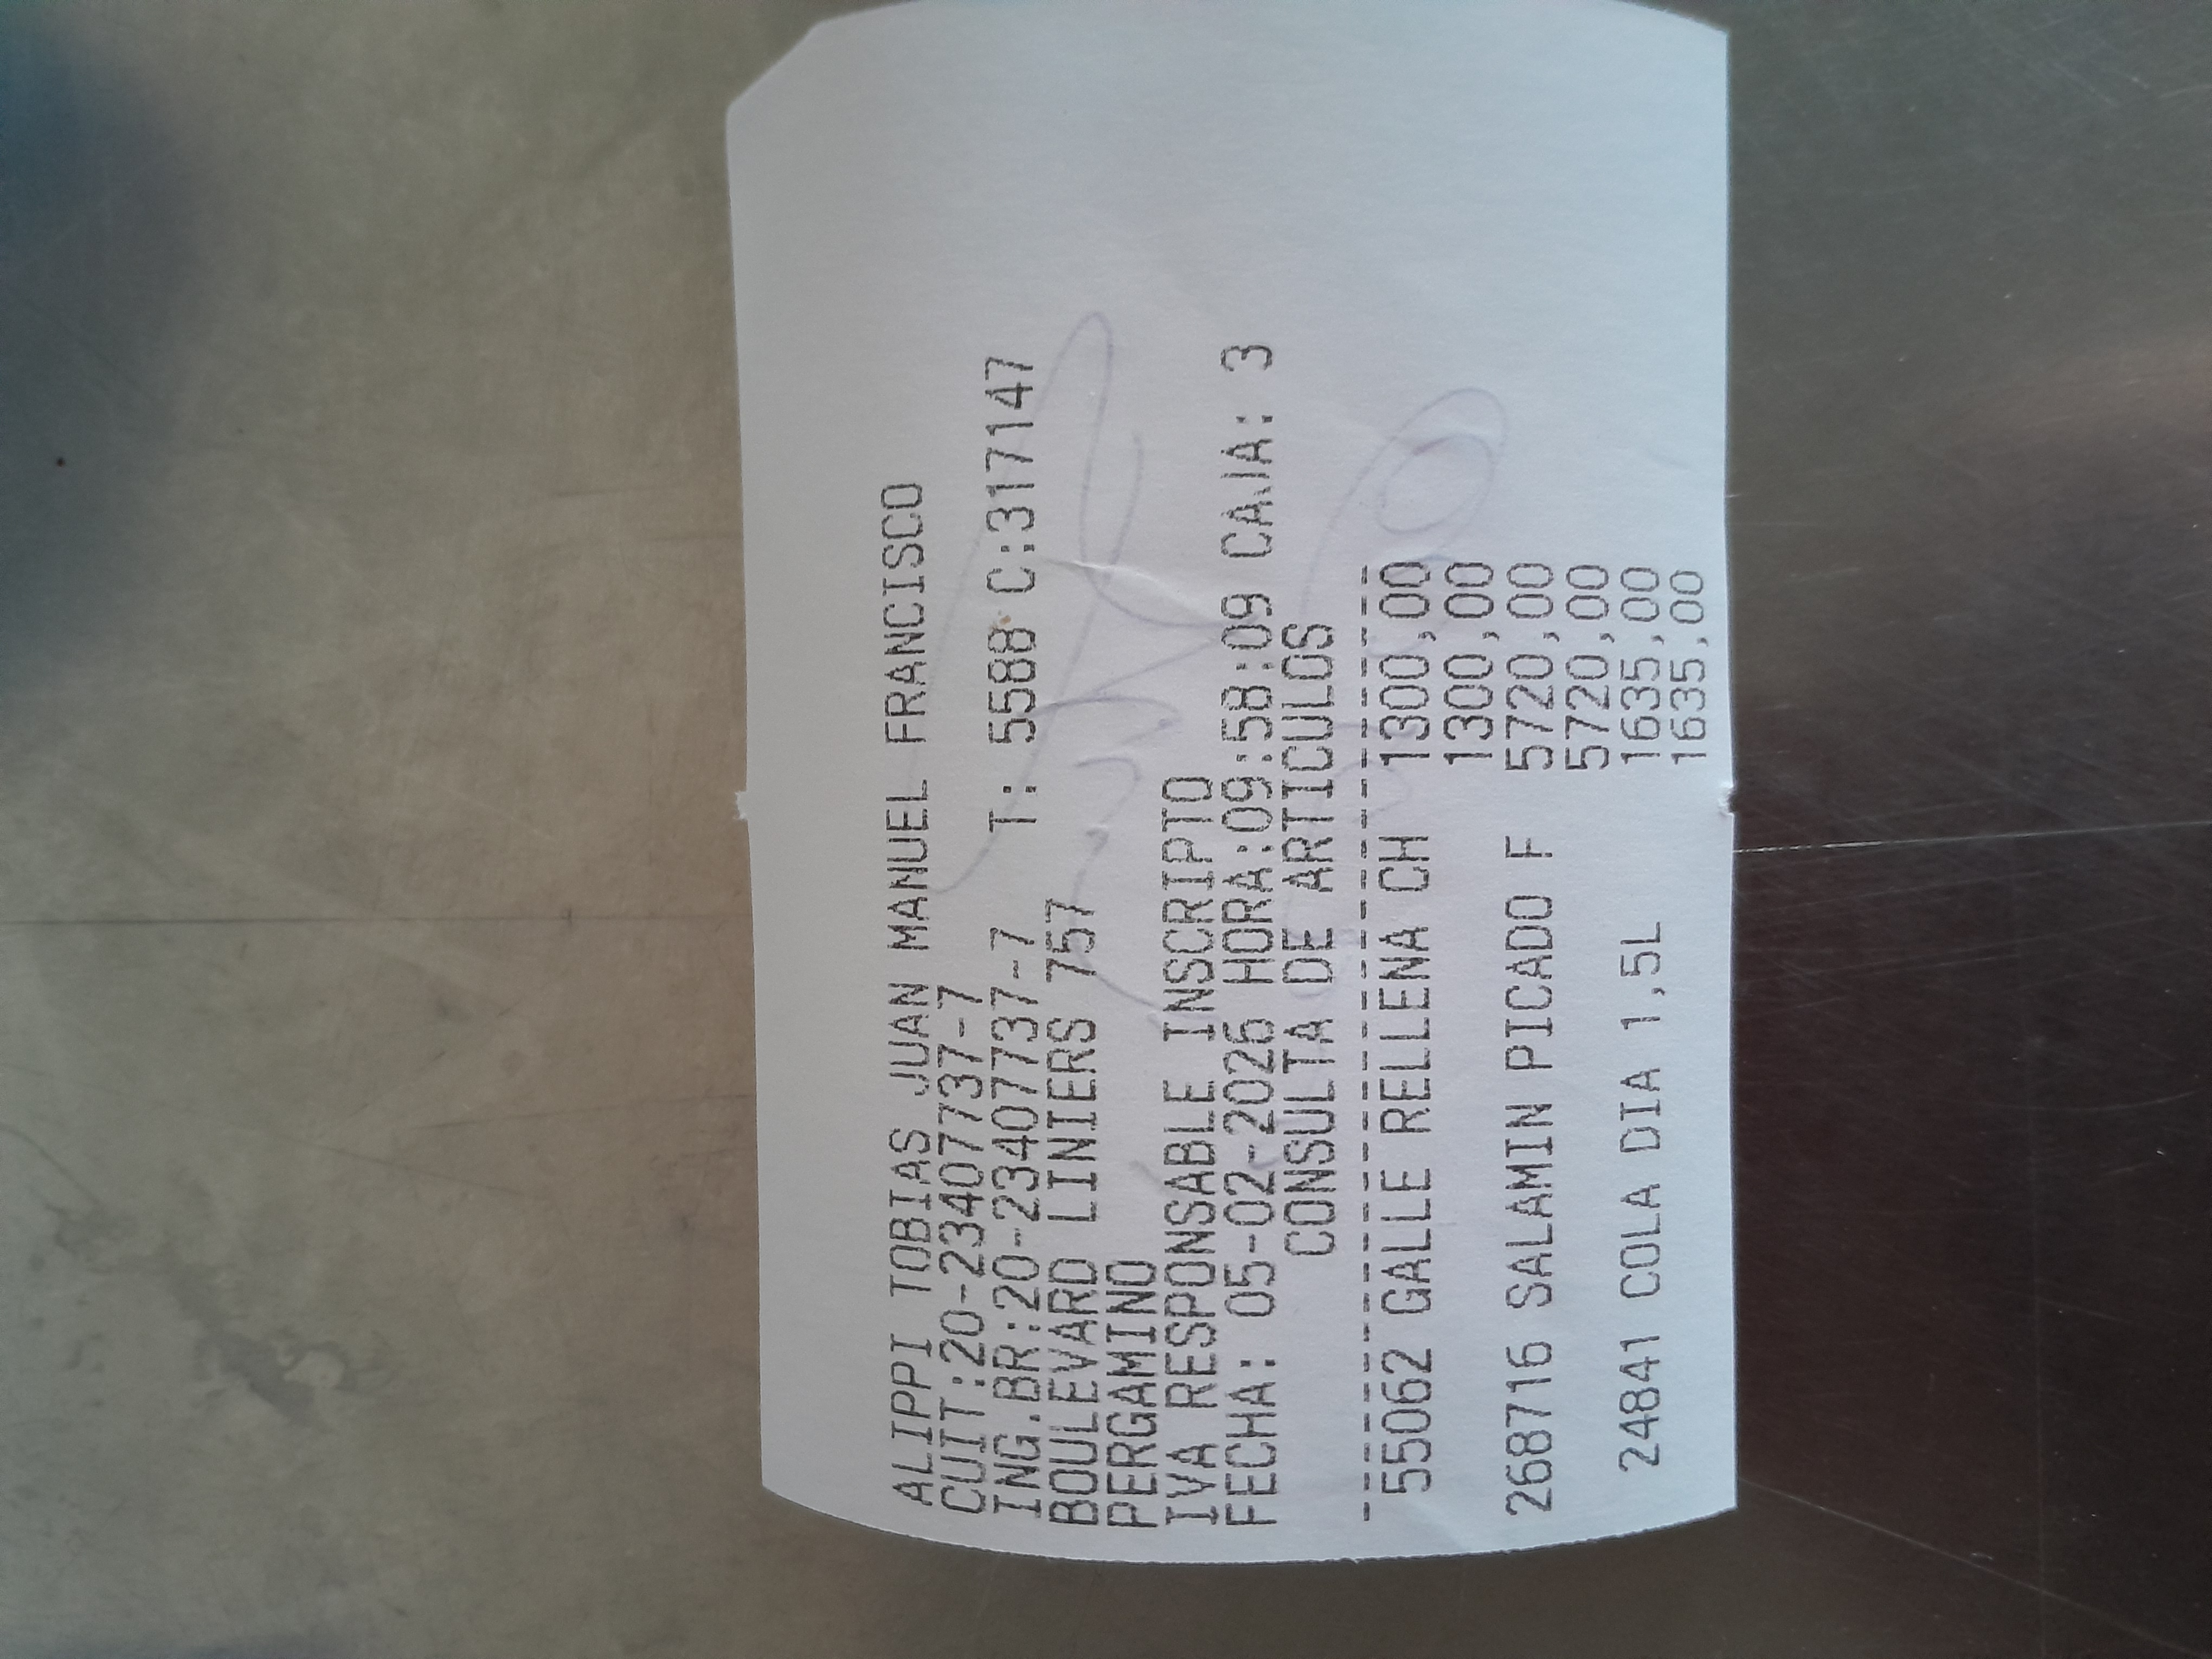 ALIPPI TOBIAS JUAN MANUEL FRANCISCO
CUIT:20-23407737-7
ING.BR:20-23407737-7 T: 5588 C:317147
BOULEVARD LINIERS 757
PERGAMINO
IVA RESPONSABLE INSCRIPTO
FECHA: 05-02-2026 HORA:09:58:09 CAJA: 3
CONSULTA DE ARTICULOS
55062 GALLE RELLENA CH 1300,00
1300,00
268716 SALAMIN PICADO F 5720,00
5720,00
24841 COLA DIA 1,5L 1635,00
1635,00